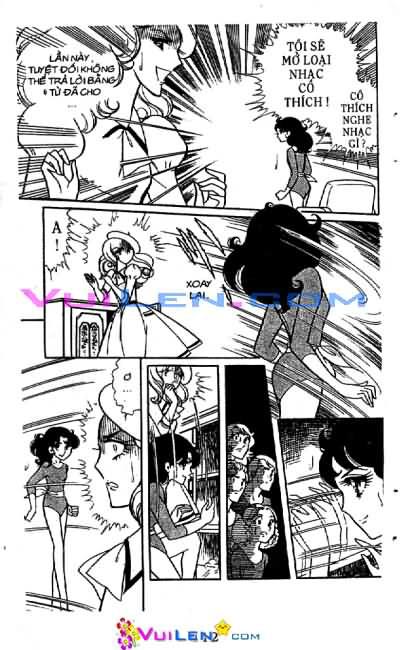 LẦN NÀY,
TUYỆT ĐỐI KHÔNG
THỂ TRẢ LỜI BẰNG
TỪ ĐÃ CHO
TÔI SẼ
MỞ LOẠI
NHẠC
CÓ
THÍCH !
CÔ
THÍCH
NGHE
NHẠC
GÌ?
A !
XOAY
LẠI.
VUILEN.COM
VUILEN.COM